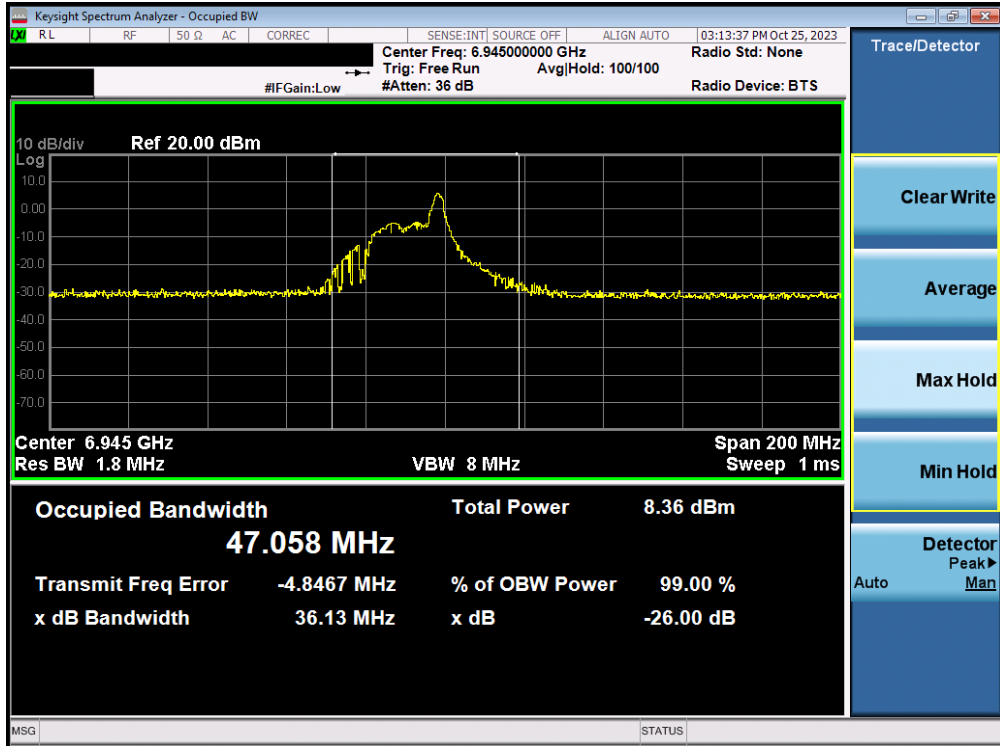 Keysight Spectrum Analyzer - Occupied BW
LXI RL RF 50 Ω AC CORREC SENSE:INT SOURCE OFF ALIGN AUTO 03:13:37 PM Oct 25, 2023
Center Freq: 6.945000000 GHz Radio Std: None
Trig: Free Run Avg|Hold: 100/100
#IFGain:Low #Atten: 36 dB Radio Device: BTS
10 dB/div Ref 20.00 dBm
Log
10.0
0.00
-10.0
-20.0
-30.0
-40.0
-50.0
-60.0
-70.0
Center 6.945 GHz Span 200 MHz
Res BW 1.8 MHz VBW 8 MHz Sweep 1 ms
Occupied Bandwidth Total Power 8.36 dBm
47.058 MHz
Transmit Freq Error -4.8467 MHz % of OBW Power 99.00 %
x dB Bandwidth 36.13 MHz x dB -26.00 dB
MSG STATUS
Trace/Detector
Clear Write
Average
Max Hold
Min Hold
Detector
Peak▶
Auto Man